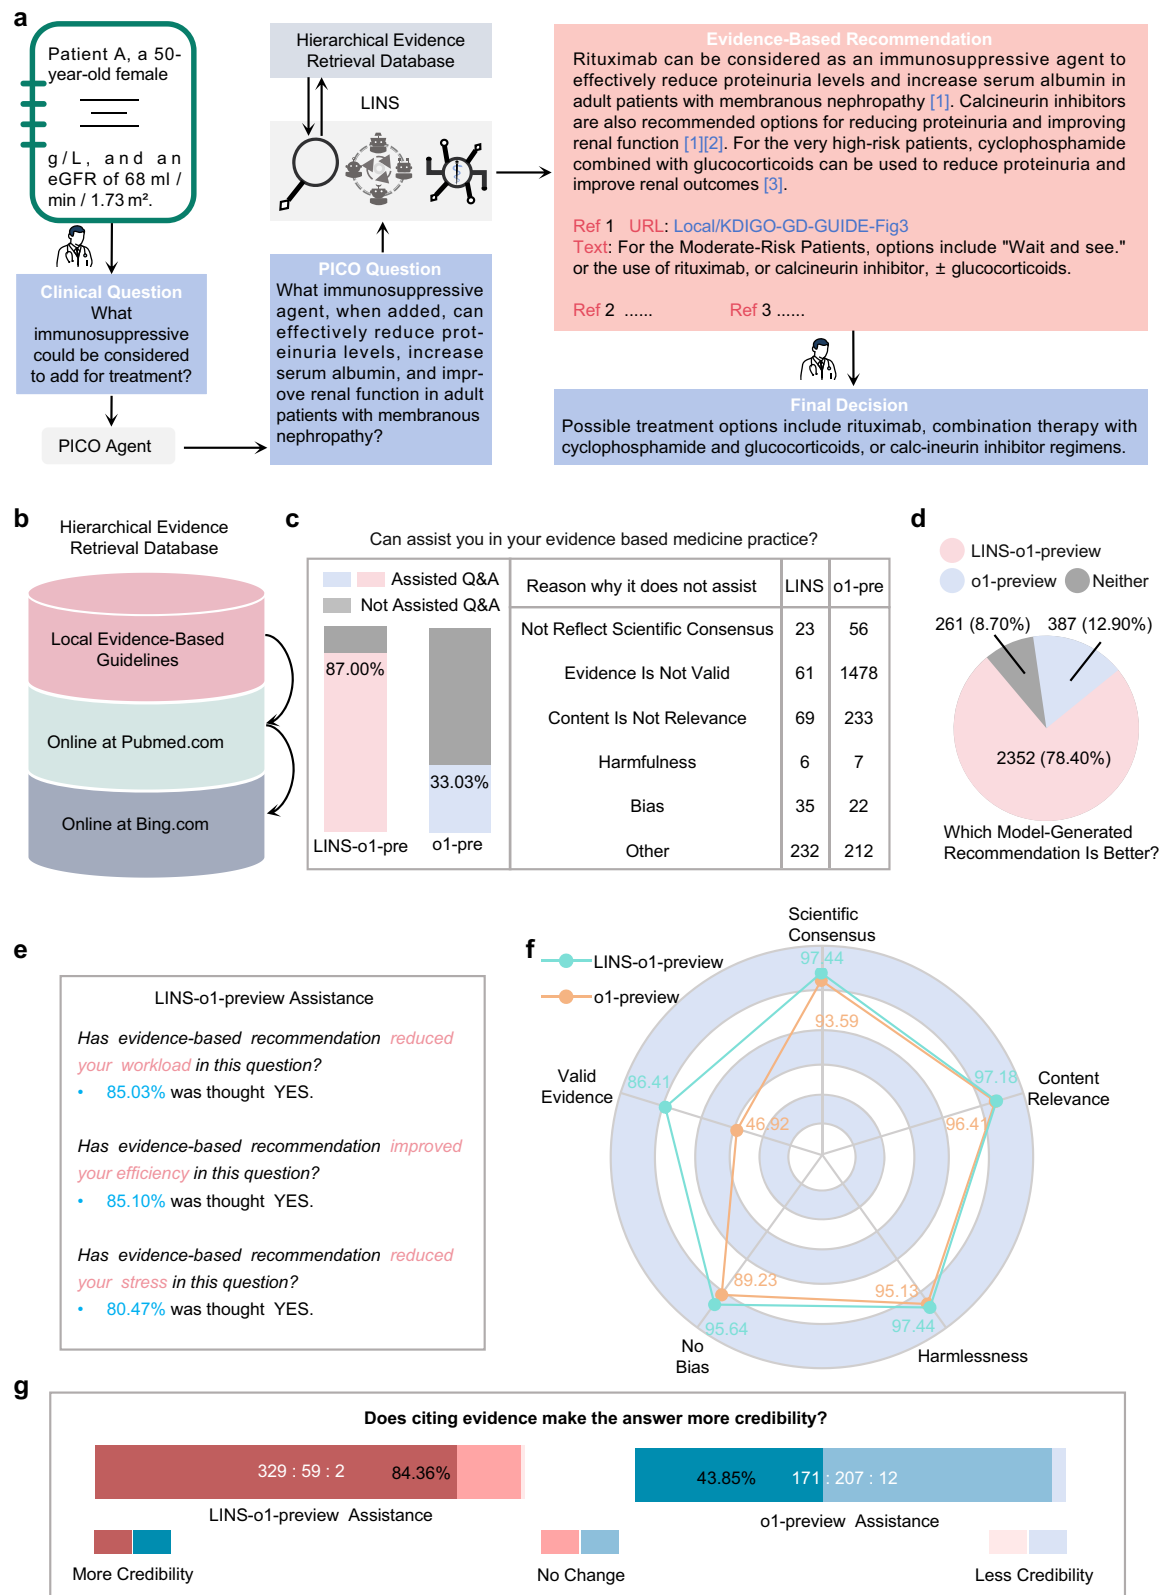 a
Patient A, a 50-
year-old female
g/L, and an
eGFR of 68 ml /
min / 1.73 m².
Clinical Question
What
immunosuppressive
could be considered
to add for treatment?
PICO Agent
Hierarchical Evidence
Retrieval Database
LINS
PICO Question
What immunosuppressive
agent, when added, can
effectively reduce prot-
einuria levels, increase
serum albumin, and impr-
ove renal function in adult
patients with membranous
nephropathy?
Evidence-Based Recommendation
Rituximab can be considered as an immunosuppressive agent to
effectively reduce proteinuria levels and increase serum albumin in
adult patients with membranous nephropathy [1]. Calcineurin inhibitors
are also recommended options for reducing proteinuria and improving
renal function [1][2]. For the very high-risk patients, cyclophosphamide
combined with glucocorticoids can be used to reduce proteinuria and
improve renal outcomes [3].
Ref 1 URL: Local/KDIGO-GD-GUIDE-Fig3
Text: For the Moderate-Risk Patients, options include "Wait and see."
or the use of rituximab, or calcineurin inhibitor, ± glucocorticoids.
Ref 2 ...... Ref 3 ......
Final Decision
Possible treatment options include rituximab, combination therapy with
cyclophosphamide and glucocorticoids, or calc-ineurin inhibitor regimens.
b
Hierarchical Evidence
Retrieval Database
Local Evidence-Based
Guidelines
Online at Pubmed.com
Online at Bing.com
c
Can assist you in your evidence based medicine practice?
Assisted Q&A
Not Assisted Q&A
87.00%
33.03%
LINS-o1-pre o1-pre
Reason why it does not assist LINS o1-pre
Not Reflect Scientific Consensus 23 56
Evidence Is Not Valid 61 1478
Content Is Not Relevance 69 233
Harmfulness 6 7
Bias 35 22
Other 232 212
d
LINS-o1-preview
o1-preview Neither
261 (8.70%) 387 (12.90%)
2352 (78.40%)
Which Model-Generated
Recommendation Is Better?
e
LINS-o1-preview Assistance
Has evidence-based recommendation reduced
your workload in this question?
• 85.03% was thought YES.
Has evidence-based recommendation improved
your efficiency in this question?
• 85.10% was thought YES.
Has evidence-based recommendation reduced
your stress in this question?
• 80.47% was thought YES.
f
LINS-o1-preview
o1-preview
Scientific
Consensus
97.44
93.59
Valid
Evidence
86.41
46.92
Content
Relevance
97.18
96.41
No
Bias
89.23
95.64
Harmlessness
95.13
97.44
g
Does citing evidence make the answer more credibility?
329 : 59 : 2 84.36%
LINS-o1-preview Assistance
43.85% 171 : 207 : 12
o1-preview Assistance
More Credibility
No Change
Less Credibility